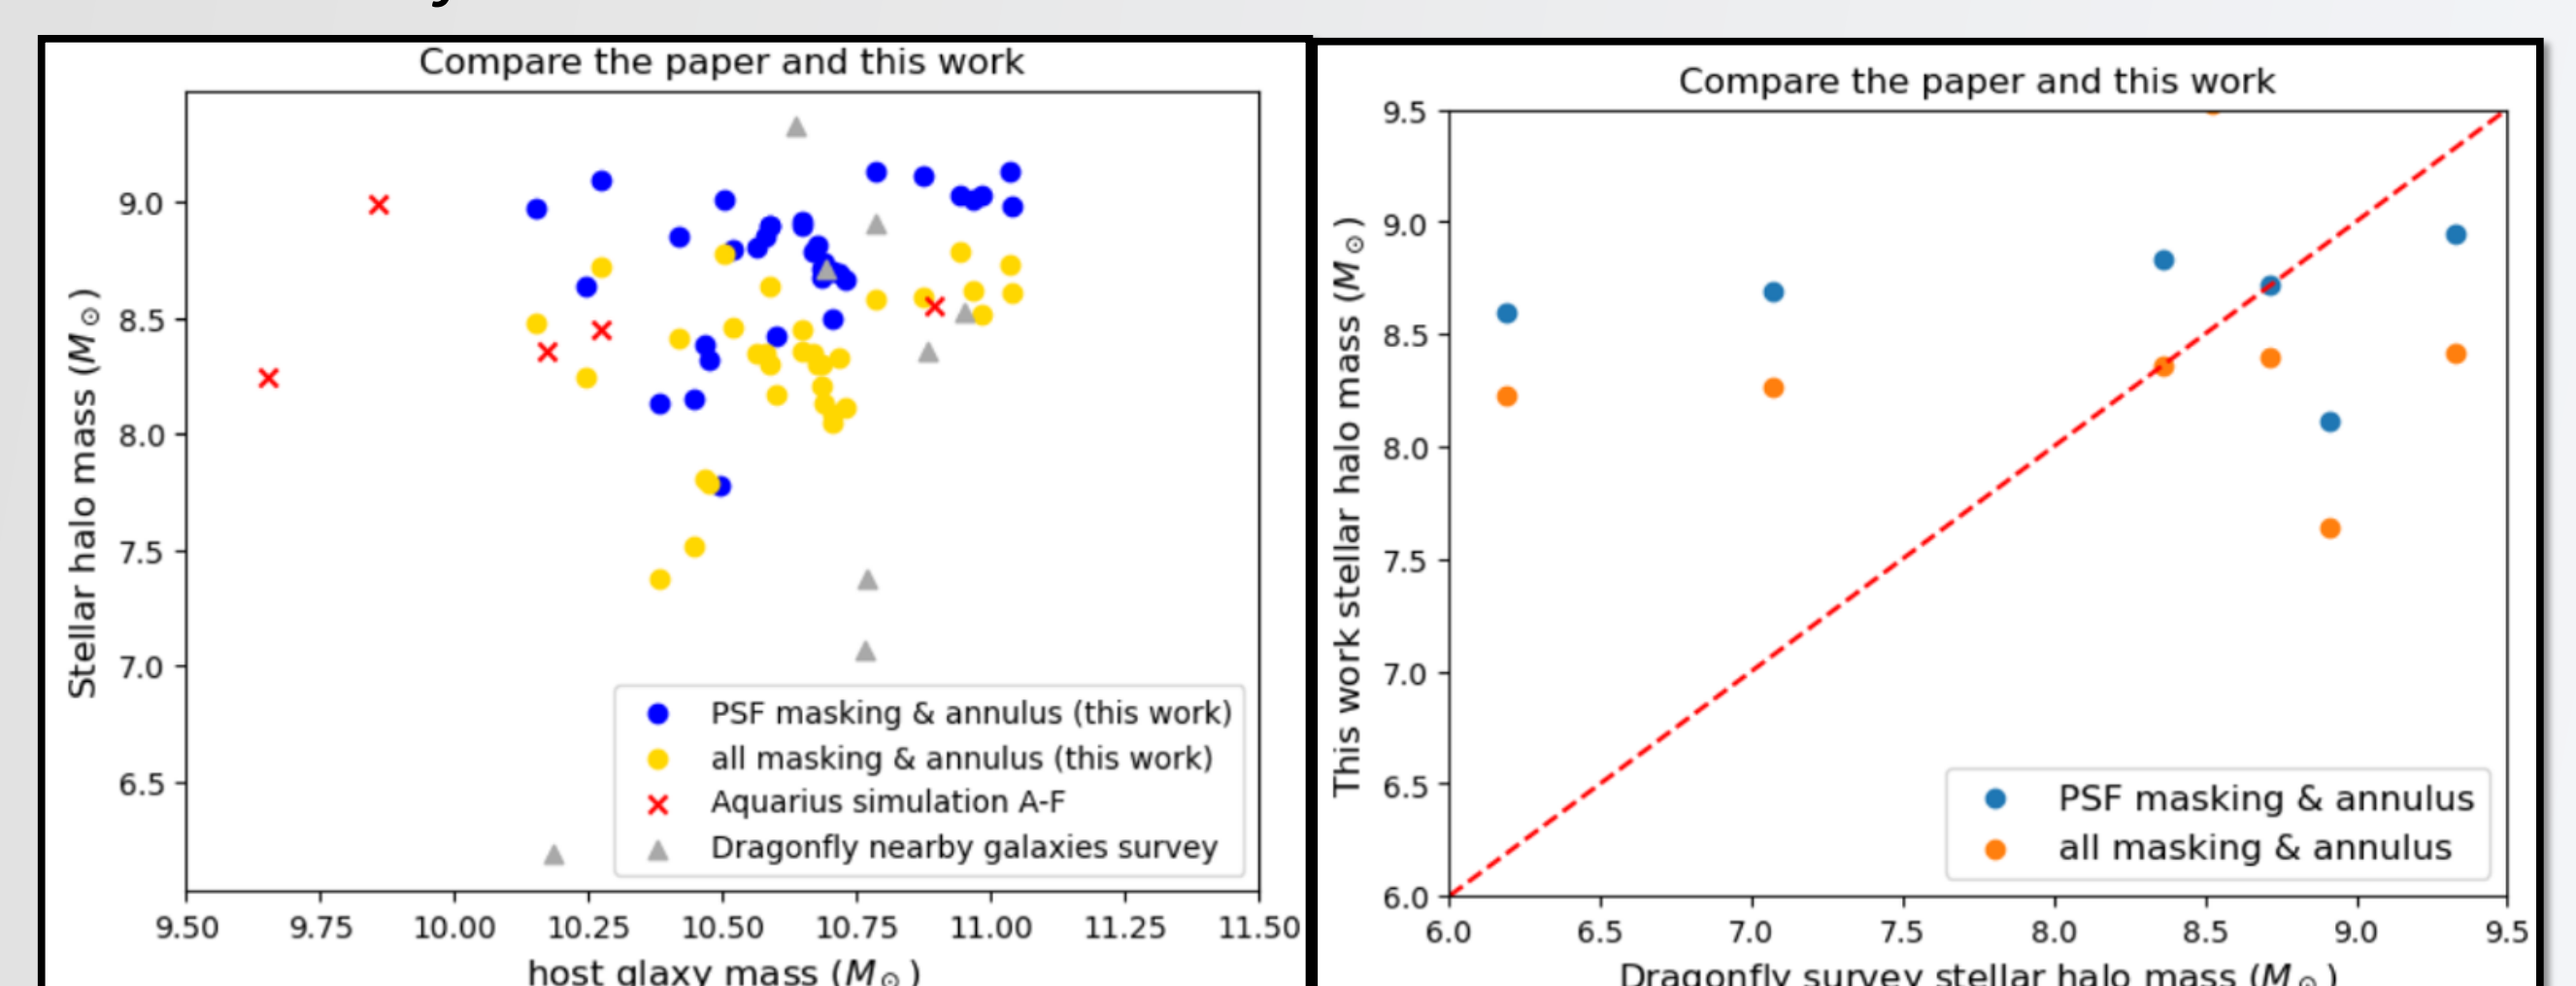 Compare the paper and this work
Stellar halo mass (M⊙)
9.0
8.5
8.0
7.5
7.0
6.5
PSF masking & annulus (this work)
all masking & annulus (this work)
Aquarius simulation A-F
Dragonfly nearby galaxies survey
9.50 9.75 10.00 10.25 10.50 10.75 11.00 11.25 11.50
host glaxy mass (M⊙)
Compare the paper and this work
This work stellar halo mass (M⊙)
9.5
9.0
8.5
8.0
7.5
7.0
6.5
6.0
PSF masking & annulus
all masking & annulus
6.0 6.5 7.0 7.5 8.0 8.5 9.0 9.5
Dragonfly survey stellar halo mass (M⊙)